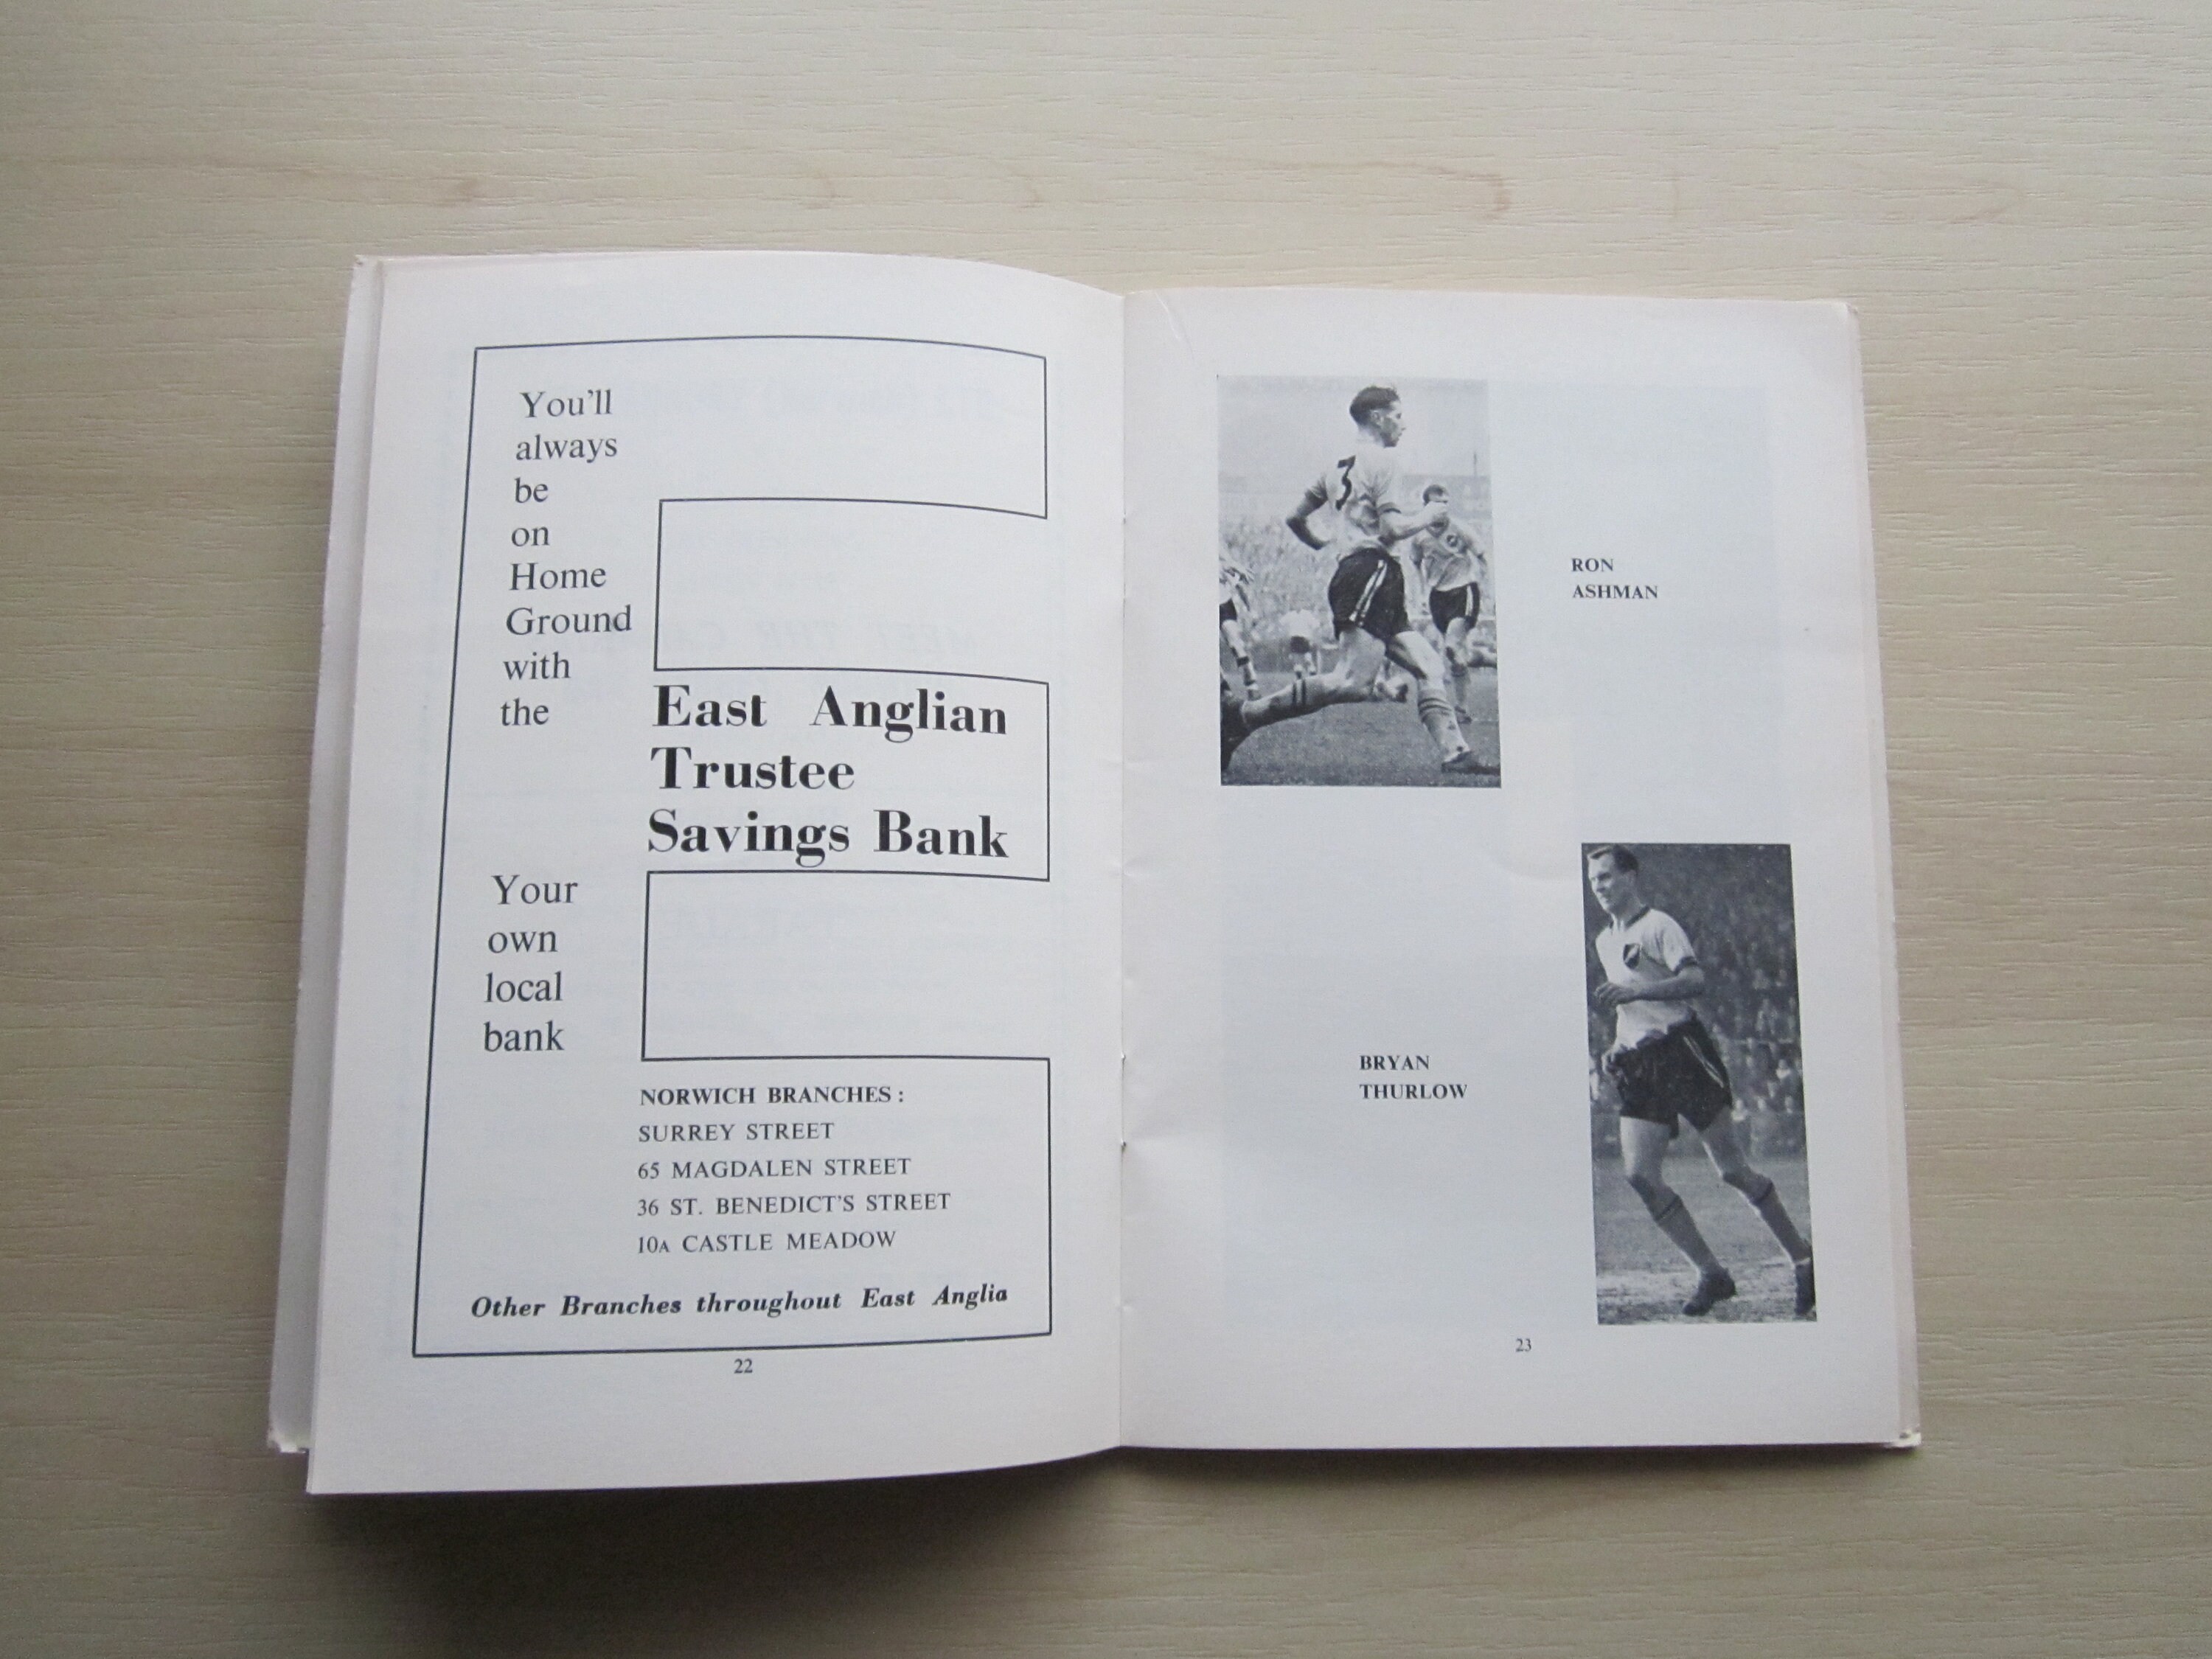 You'll
always
be
on
Home
Ground
with
the
East Anglian
Trustee
Savings Bank
Your
own
local
bank
NORWICH BRANCHES :
SURREY STREET
65 MAGDALEN STREET
36 ST. BENEDICT'S STREET
10A CASTLE MEADOW
Other Branches throughout East Anglia
22
3
RON
ASHMAN
BRYAN
THURLOW
23